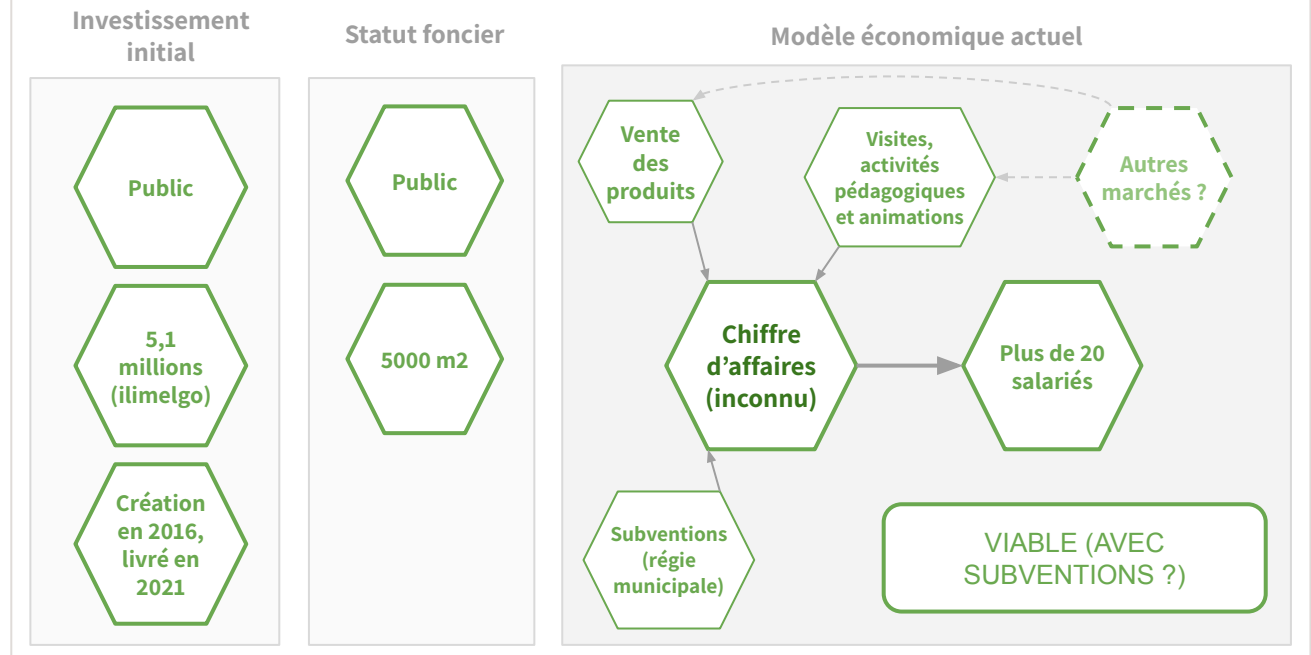 Investissement
initial
Statut foncier
Modèle économique actuel
Public
5,1
millions
(ilimelgo)
Création
en 2016,
livré en
2021
Public
5000 m2
Vente
des
produits
Visites,
activités
pédagogiques
et animations
Autres
marchés ?
Chiffre
d’affaires
(inconnu)
Plus de 20
salariés
Subventions
(régie
municipale)
VIABLE (AVEC
SUBVENTIONS ?)